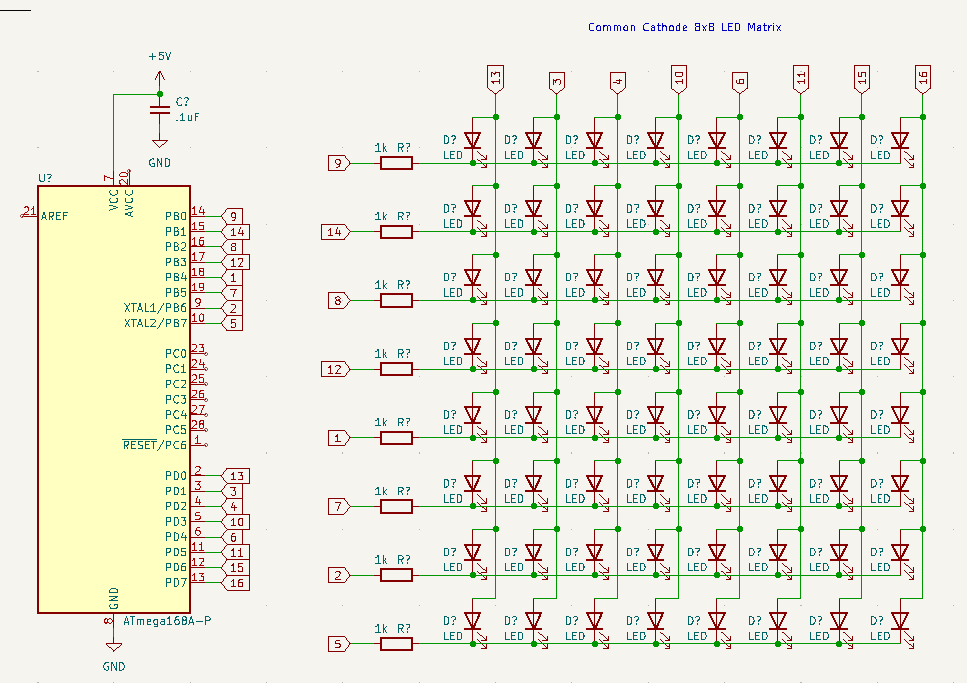 Common Cathode 8x8 LED Matrix
+5V
C?
.1uF
GND
13 3 4 10 6 11 15 16
U?
7 20
VCC AVCC
21 AREF
PB0 14 9
PB1 15 14
PB2 16 8
PB3 17 12
PB4 18 1
PB5 19 7
XTAL1/PB6 9 2
XTAL2/PB7 10 5
PC0 23
PC1 24
PC2 25
PC3 26
PC4 27
PC5 28
RESET/PC6 1
PD0 2 13
PD1 3 3
PD2 4 4
PD3 5 10
PD4 6 6
PD5 11 11
PD6 12 15
PD7 13 16
GND
8
ATmega168A-P
GND
1k R? D? D? D? D? D? D? D? D?
9 LED LED LED LED LED LED LED LED
1k R? D? D? D? D? D? D? D? D?
14 LED LED LED LED LED LED LED LED
1k R? D? D? D? D? D? D? D? D?
8 LED LED LED LED LED LED LED LED
1k R? D? D? D? D? D? D? D? D?
12 LED LED LED LED LED LED LED LED
1k R? D? D? D? D? D? D? D? D?
1 LED LED LED LED LED LED LED LED
1k R? D? D? D? D? D? D? D? D?
7 LED LED LED LED LED LED LED LED
1k R? D? D? D? D? D? D? D? D?
2 LED LED LED LED LED LED LED LED
1k R? D? D? D? D? D? D? D? D?
5 LED LED LED LED LED LED LED LED